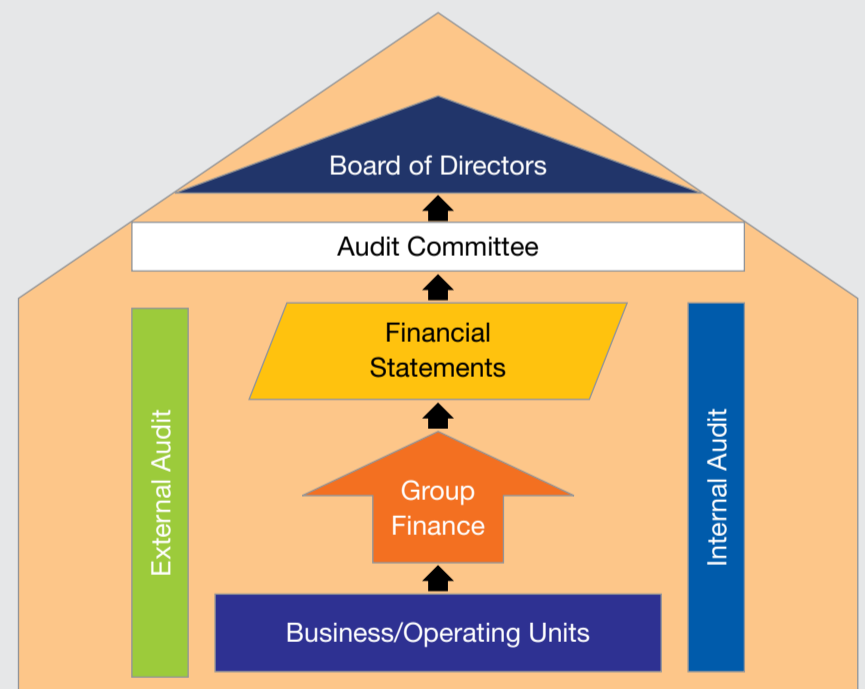 Board of Directors
Audit Committee
Financial
Statements
External Audit
Internal Audit
Group
Finance
Business/Operating Units